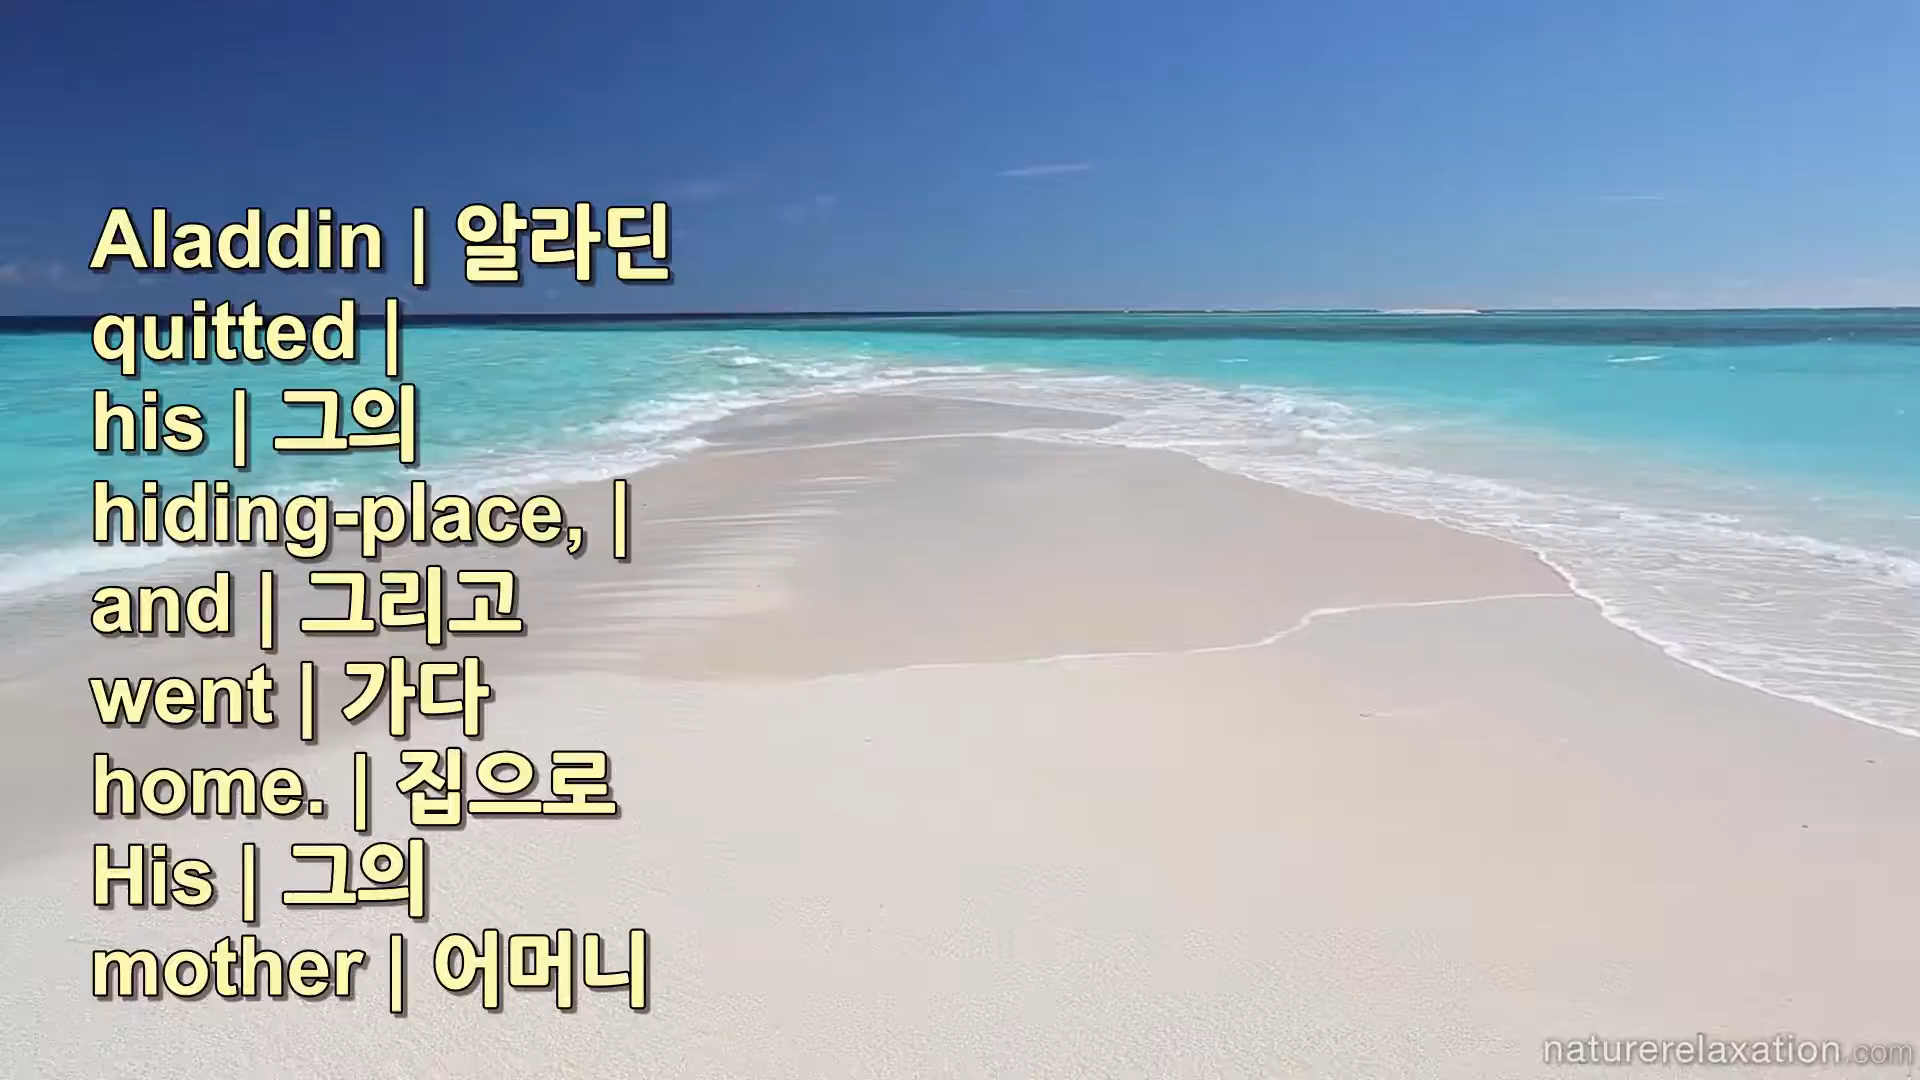 Aladdin | 알라딘
quitted |
his | 그의
hiding-place, |
and | 그리고
went | 가다
home. | 집으로
His | 그의
mother | 어머니
naturerelaxation.com